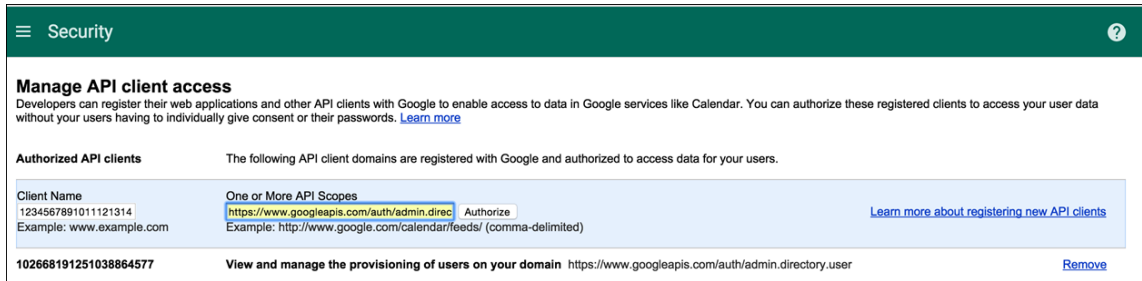 Security
Manage API client access
Developers can register their web applications and other API clients with Google to enable access to data in Google services like Calendar. You can authorize these registered clients to access your user data
without your users having to individually give consent or their passwords. Learn more
Authorized API clients The following API client domains are registered with Google and authorized to access data for your users.
Client Name One or More API Scopes
1234567891011121314 https://www.googleapis.com/auth/admin.direc Authorize Learn more about registering new API clients
Example: www.example.com Example: http://www.google.com/calendar/feeds/ (comma-delimited)
102668191251038864577 View and manage the provisioning of users on your domain https://www.googleapis.com/auth/admin.directory.user Remove